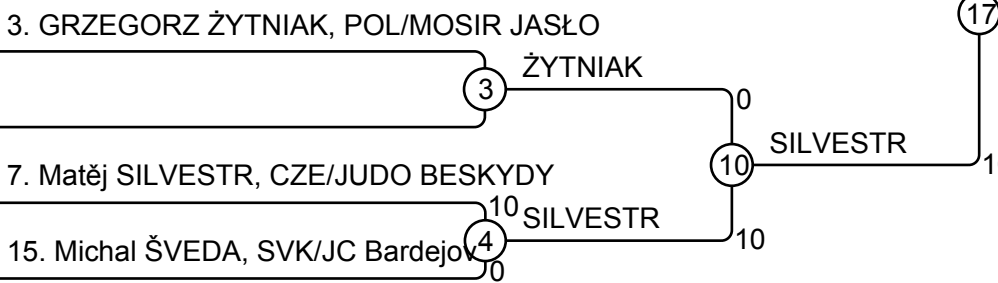 3. GRZEGORZ ŻYTNIAK, POL/MOSIR JASŁO
17
3
ŻYTNIAK
0
10
SILVESTR
1
7. Matěj SILVESTR, CZE/JUDO BESKYDY
10
4
SILVESTR
10
15. Michal ŠVEDA, SVK/JC Bardejov
0